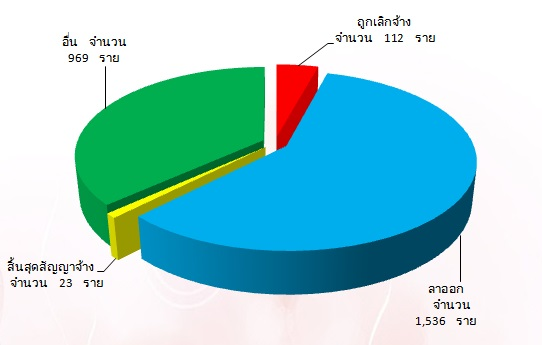 ถูกเลิกจ้าง
จำนวน 112 ราย
อื่น จำนวน
969 ราย
สิ้นสุดสัญญาจ้าง
จำนวน 23 ราย
ลาออก
จำนวน
1,536 ราย